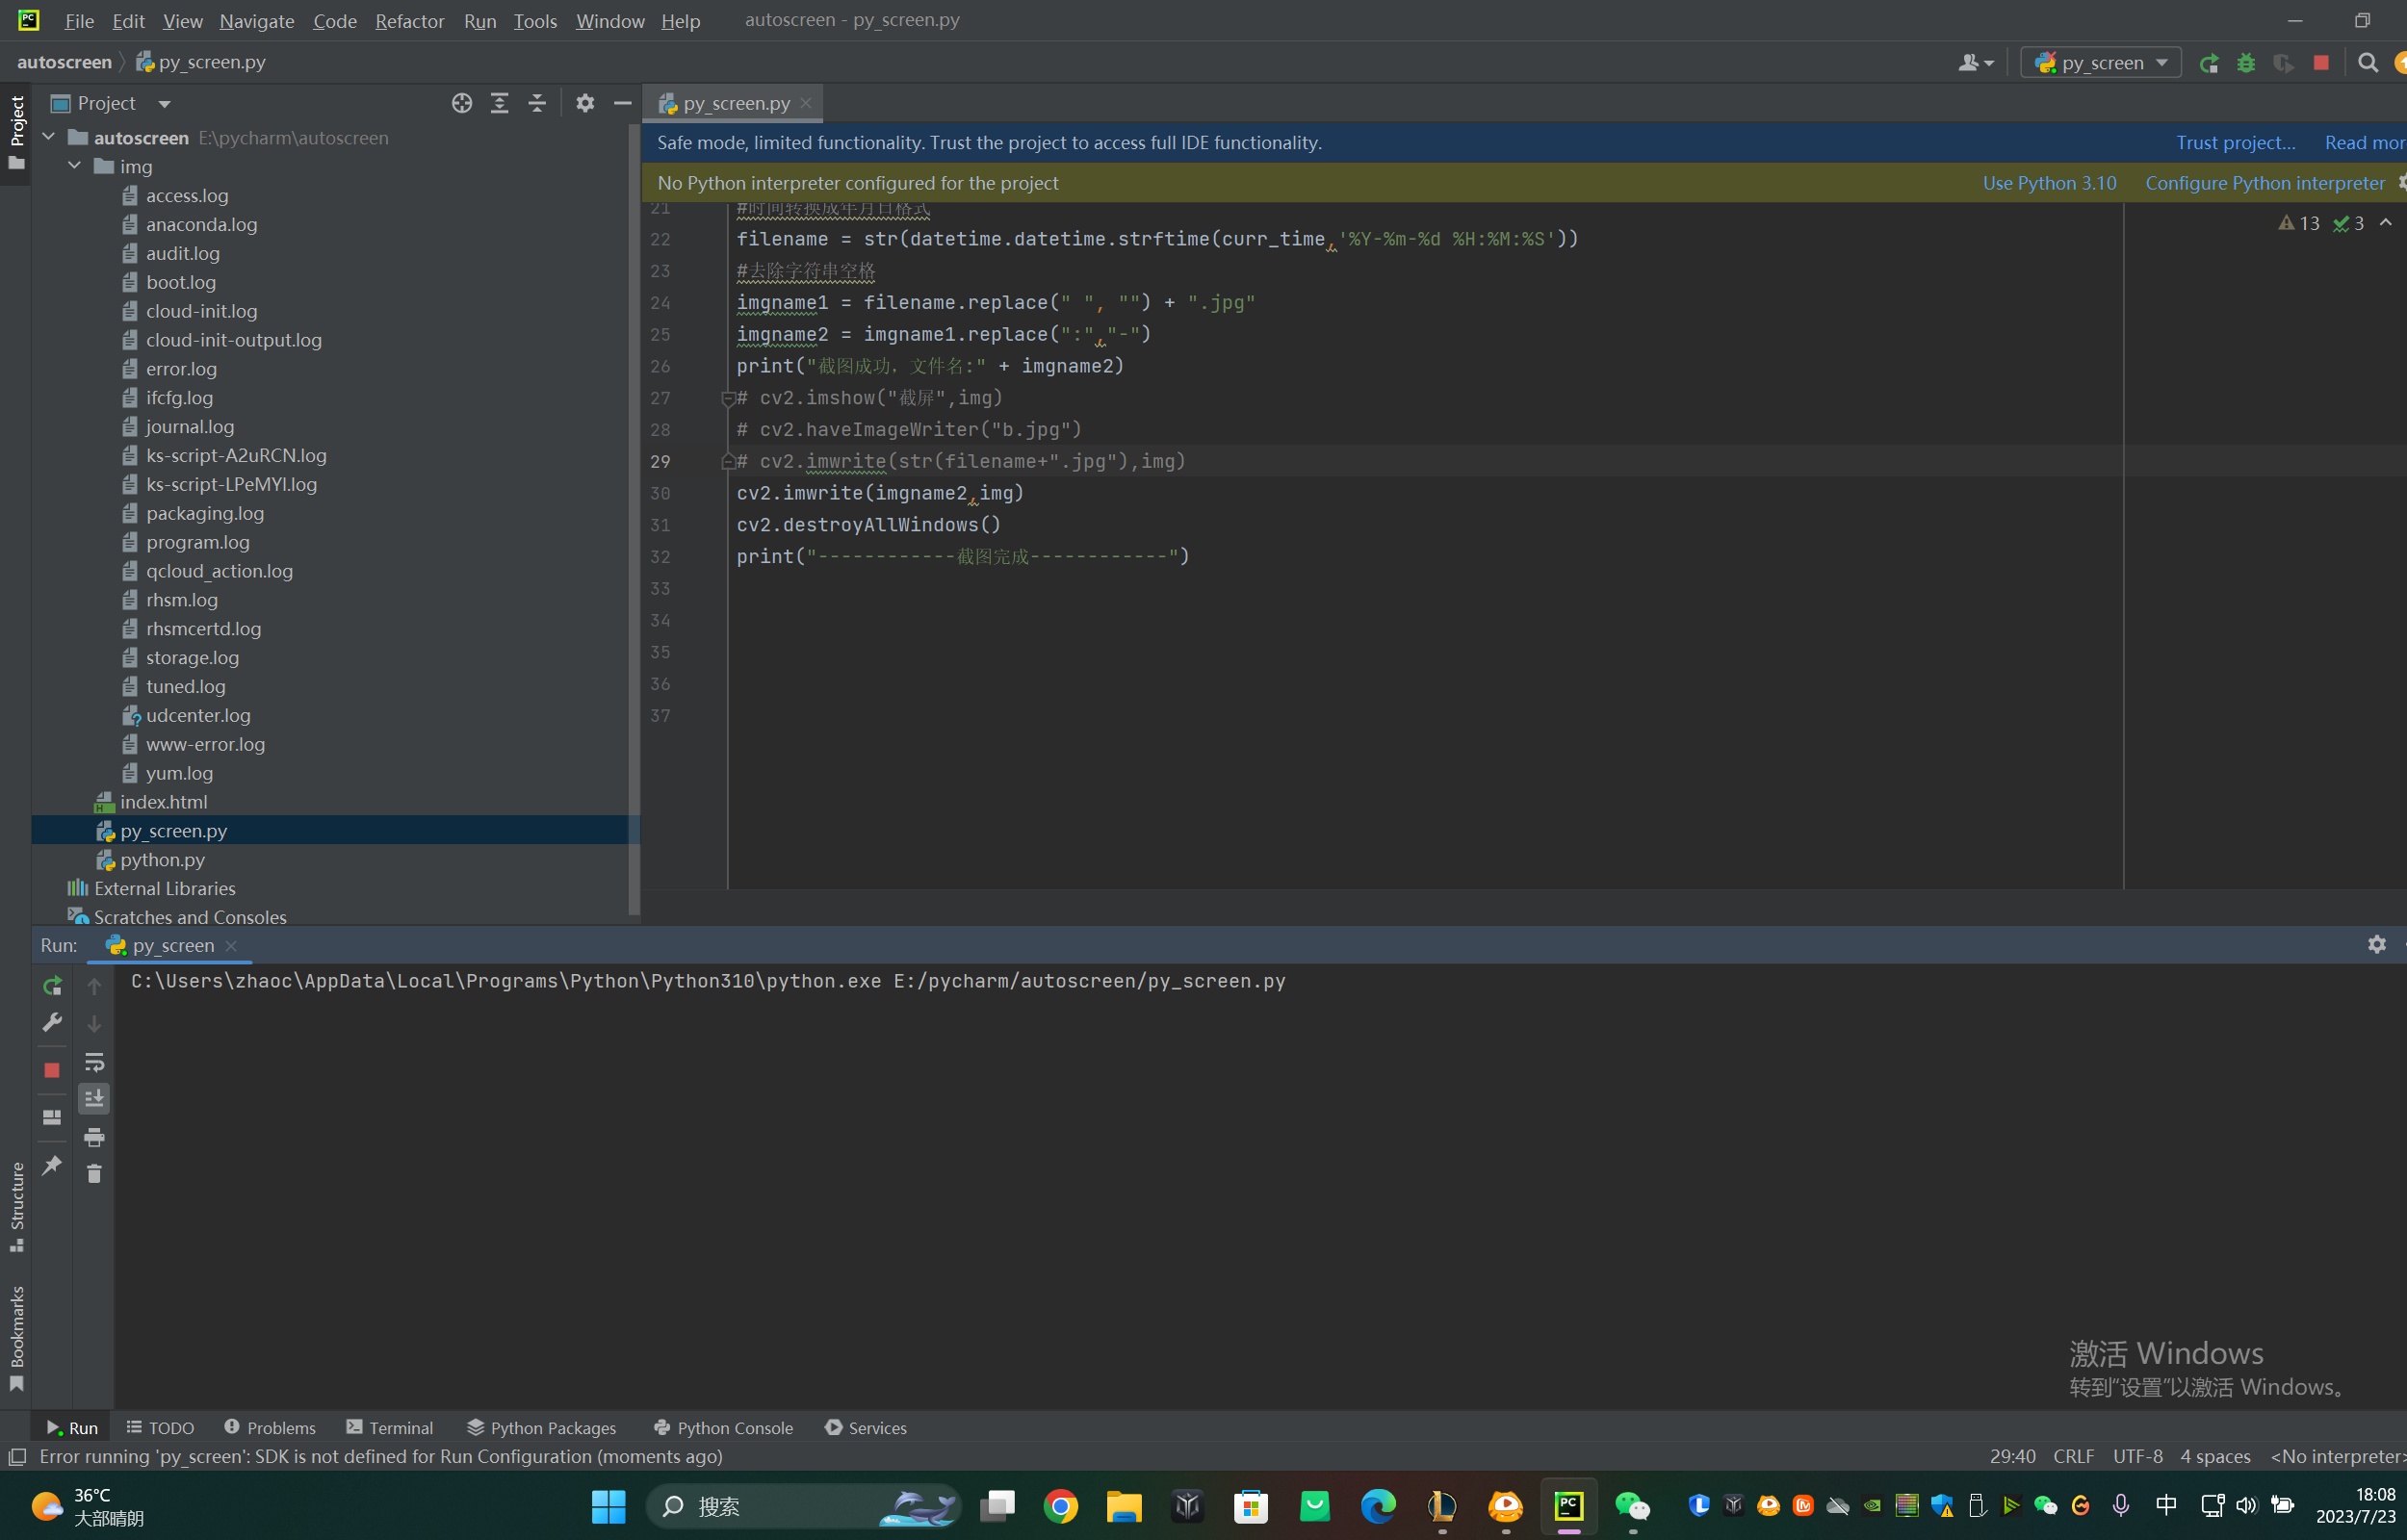 File Edit View Navigate Code Refactor Run Tools Window Help autoscreen - py_screen.py
autoscreen py_screen.py py_screen
Project
Project
py_screen.py
autoscreen E:\pycharm\autoscreen
img
access.log
anaconda.log
audit.log
boot.log
cloud-init.log
cloud-init-output.log
error.log
ifcfg.log
journal.log
ks-script-A2uRCN.log
ks-script-LPeMYI.log
packaging.log
program.log
qcloud_action.log
rhsm.log
rhsmcertd.log
storage.log
tuned.log
udcenter.log
www-error.log
yum.log
index.html
py_screen.py
python.py
External Libraries
Scratches and Consoles
Safe mode, limited functionality. Trust the project to access full IDE functionality. Trust project... Read mor
No Python interpreter configured for the project Use Python 3.10 Configure Python interpreter
13 3
21 #时间转换成年月日格式
22 filename = str(datetime.datetime.strftime(curr_time,'%Y-%m-%d %H:%M:%S'))
23 #去除字符串空格
24 imgname1 = filename.replace(" ", "") + ".jpg"
25 imgname2 = imgname1.replace(":","-")
26 print("截图成功，文件名:" + imgname2)
27 # cv2.imshow("截屏",img)
28 # cv2.haveImageWriter("b.jpg")
29 # cv2.imwrite(str(filename+".jpg"),img)
30 cv2.imwrite(imgname2,img)
31 cv2.destroyAllWindows()
32 print("------------截图完成------------")
33
34
35
36
37
Run: py_screen
C:\Users\zhaoc\AppData\Local\Programs\Python\Python310\python.exe E:/pycharm/autoscreen/py_screen.py
Structure
Bookmarks
激活 Windows
转到"设置"以激活 Windows。
Run TODO Problems Terminal Python Packages Python Console Services
Error running 'py_screen': SDK is not defined for Run Configuration (moments ago) 29:40 CRLF UTF-8 4 spaces <No interpreter>
36°C
大部晴朗
搜索
中
18:08
2023/7/23